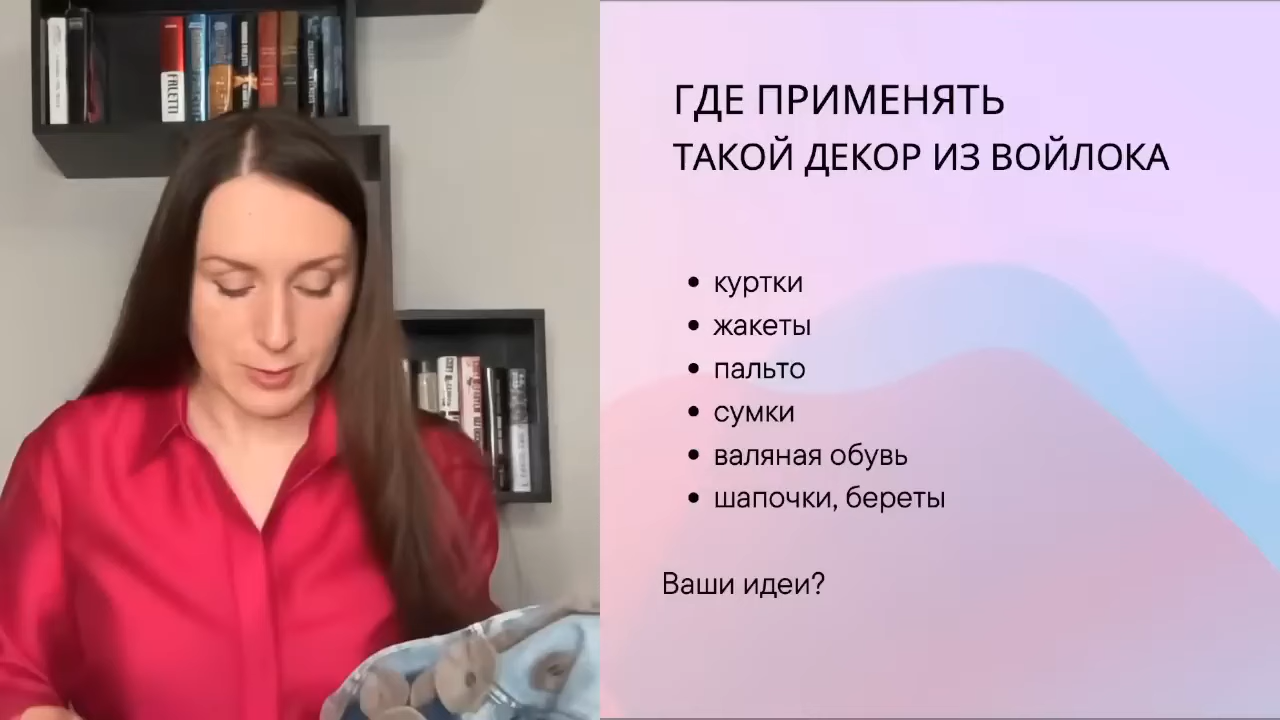 FALETTI
ГДЕ ПРИМЕНЯТЬ
ТАКОЙ ДЕКОР ИЗ ВОЙЛОКА
• куртки
• жакеты
• пальто
• сумки
• валяная обувь
• шапочки, береты
Ваши идеи?